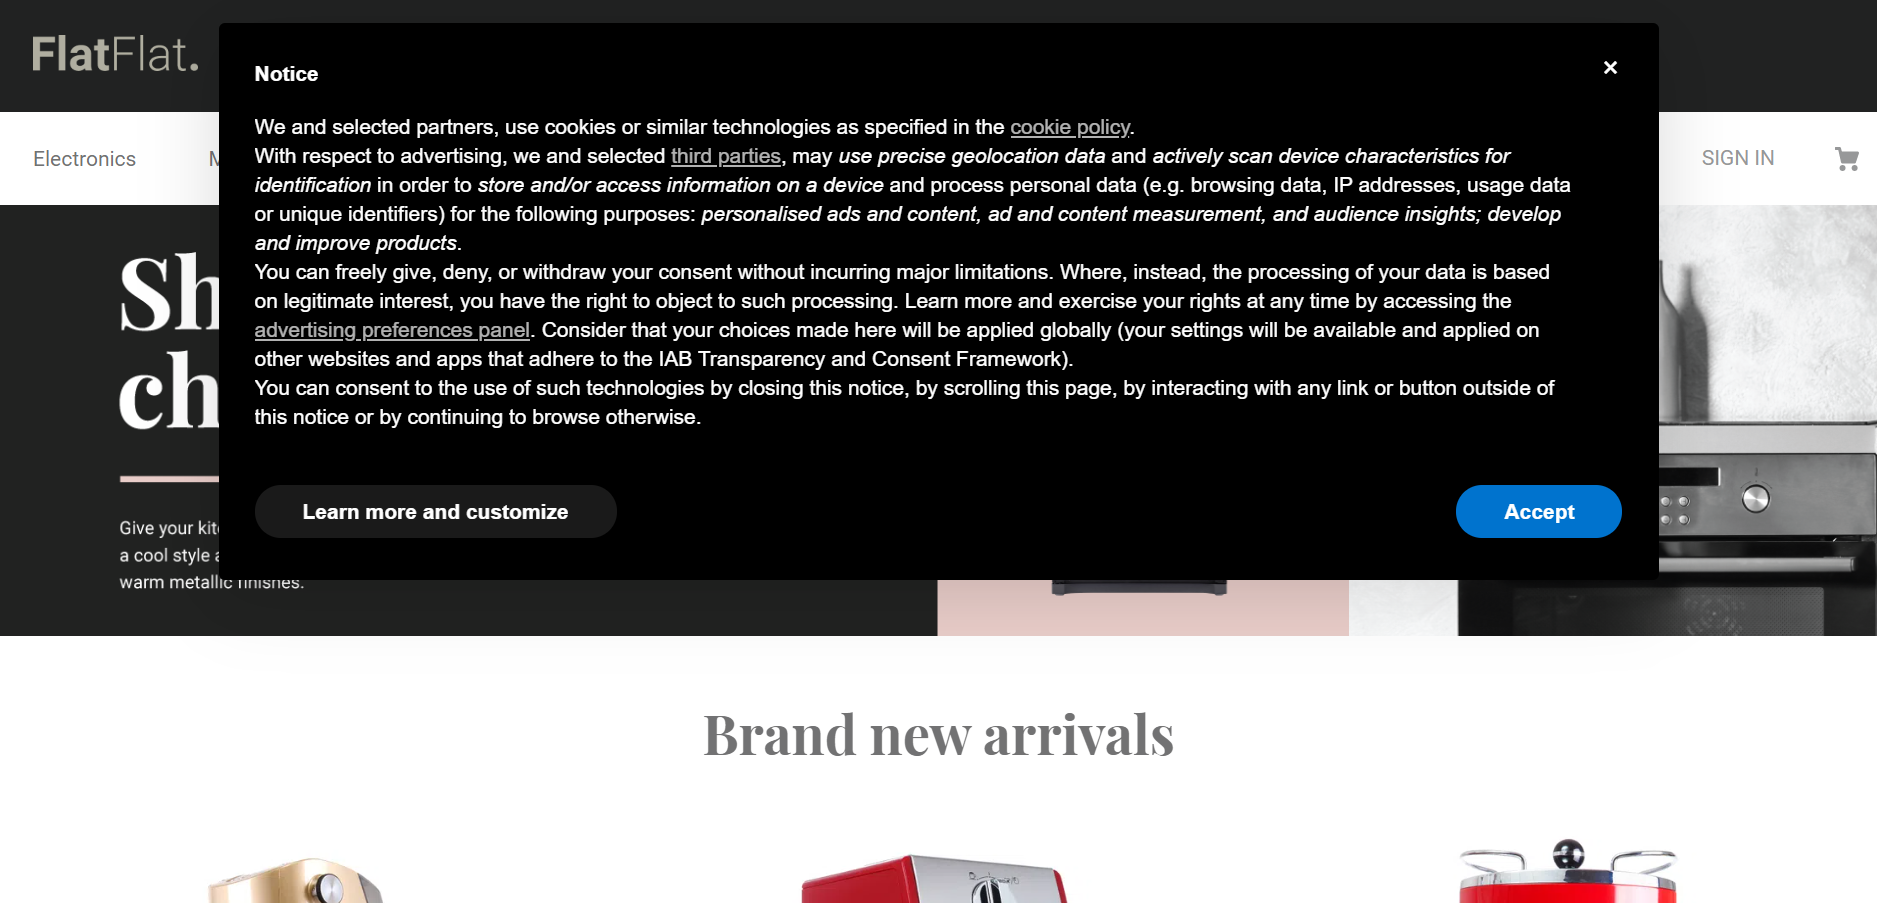 FlatFlat.
Notice
×
We and selected partners, use cookies or similar technologies as specified in the cookie policy.
With respect to advertising, we and selected third parties, may use precise geolocation data and actively scan device characteristics for
identification in order to store and/or access information on a device and process personal data (e.g. browsing data, IP addresses, usage data
or unique identifiers) for the following purposes: personalised ads and content, ad and content measurement, and audience insights; develop
and improve products.
You can freely give, deny, or withdraw your consent without incurring major limitations. Where, instead, the processing of your data is based
on legitimate interest, you have the right to object to such processing. Learn more and exercise your rights at any time by accessing the
advertising preferences panel. Consider that your choices made here will be applied globally (your settings will be available and applied on
other websites and apps that adhere to the IAB Transparency and Consent Framework).
You can consent to the use of such technologies by closing this notice, by scrolling this page, by interacting with any link or button outside of
this notice or by continuing to browse otherwise.
Learn more and customize
Accept
Electronics
SIGN IN
Sh
ch
Give your kit
a cool style a
warm metallic finishes.
Brand new arrivals